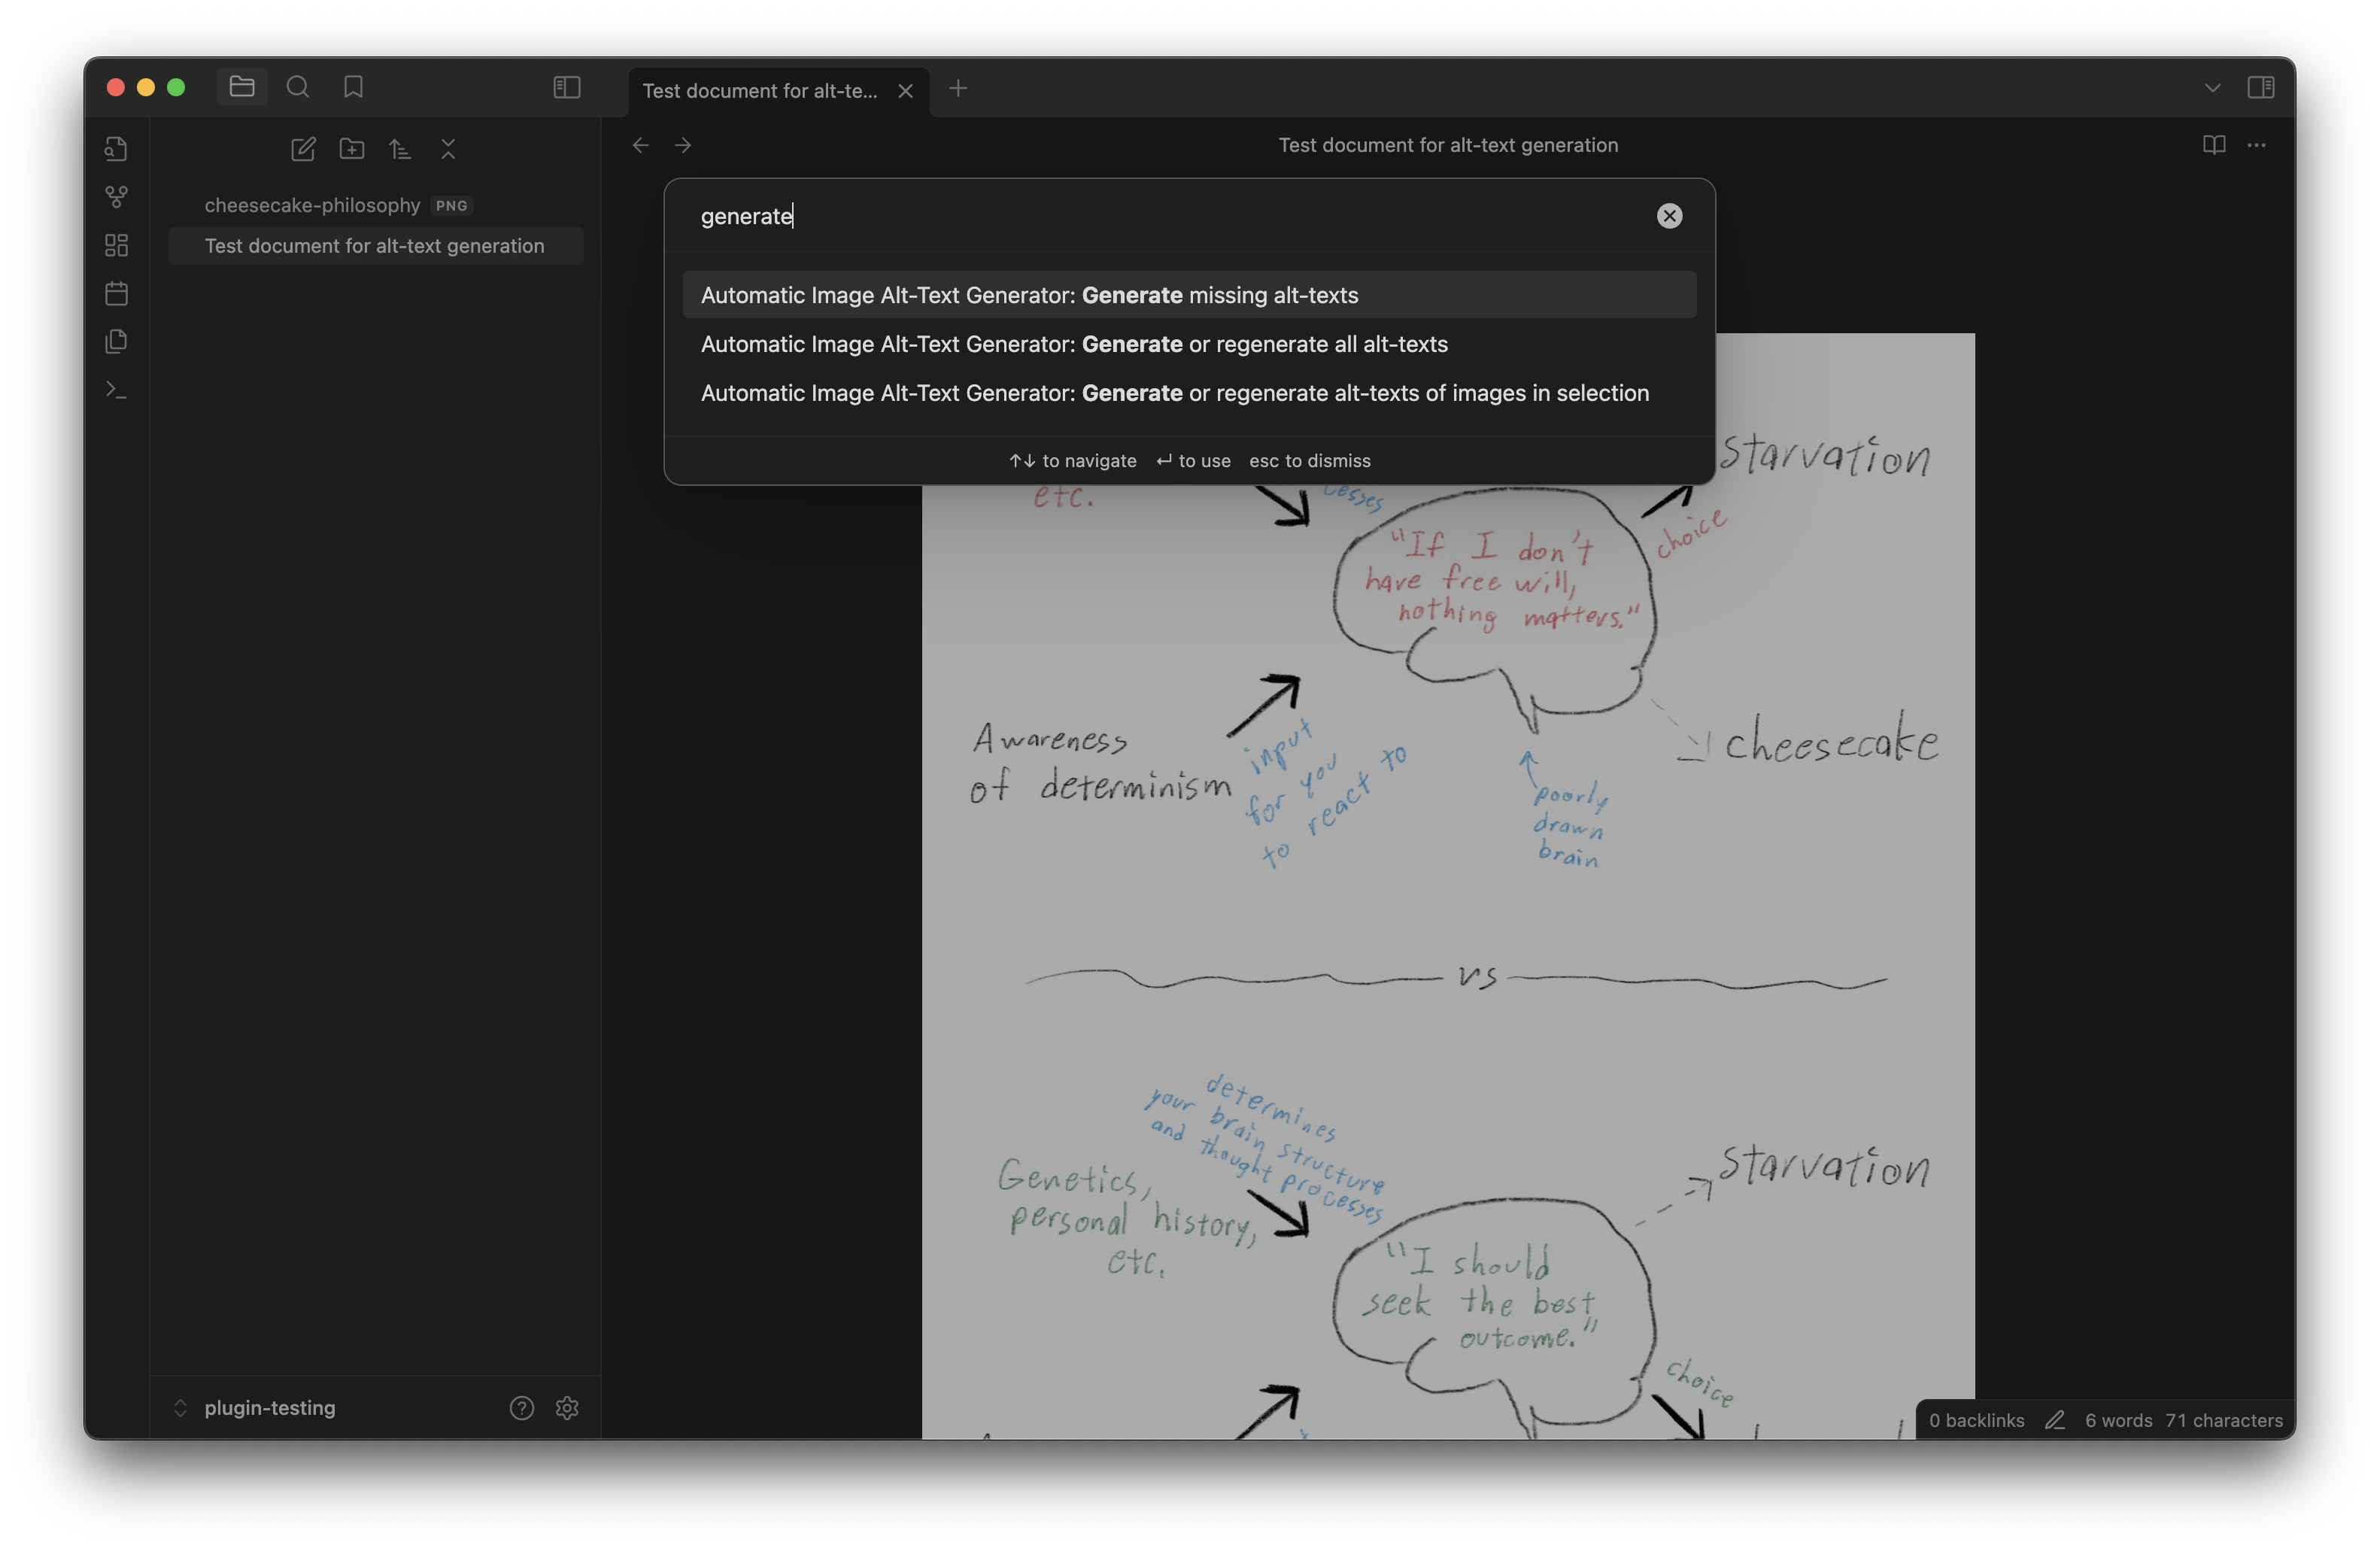 Test document for alt-te...
Test document for alt-text generation
cheesecake-philosophy PNG
Test document for alt-text generation
generate
Automatic Image Alt-Text Generator: Generate missing alt-texts
Automatic Image Alt-Text Generator: Generate or regenerate all alt-texts
Automatic Image Alt-Text Generator: Generate or regenerate alt-texts of images in selection
↑↓ to navigate ↵ to use esc to dismiss
starvation
etc.
cesses
choice
"If I don't
have free will,
nothing matters."
Awareness
of determinism
input
for you
to react to
cheesecake
poorly
drawn
brain
vs
determines
your brain structure
and thought processes
Genetics,
personal history,
etc.
starvation
"I should
seek the best
outcome."
choice
plugin-testing
0 backlinks 6 words 71 characters